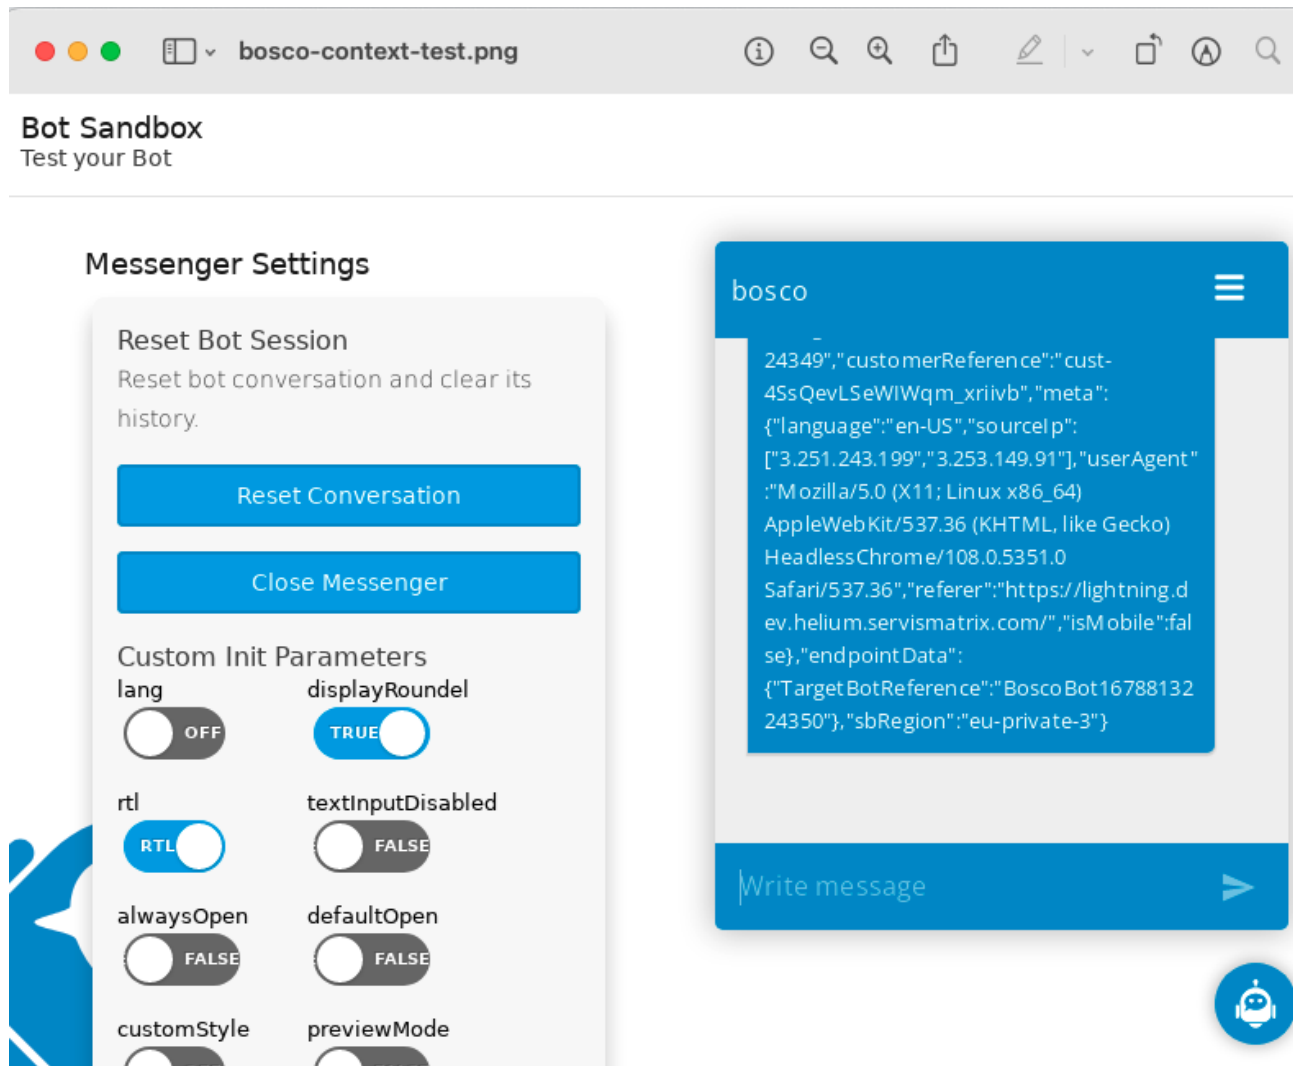 bosco-context-test.png
Bot Sandbox
Test your Bot
Messenger Settings
Reset Bot Session
Reset bot conversation and clear its
history.
Reset Conversation
Close Messenger
Custom Init Parameters
lang displayRoundel
OFF TRUE
rtl textInputDisabled
RTL FALSE
alwaysOpen defaultOpen
FALSE FALSE
customStyle previewMode
bosco
24349","customerReference":"cust-
4SsQevLSeWIWqm_xriivb","meta":
{"language":"en-US","sourceIp":
["3.251.243.199","3.253.149.91"],"userAgent"
:"Mozilla/5.0 (X11; Linux x86_64)
AppleWebKit/537.36 (KHTML, like Gecko)
HeadlessChrome/108.0.5351.0
Safari/537.36","referer":"https://lightning.d
ev.helium.servismatrix.com/","isMobile":fal
se},"endpointData":
{"TargetBotReference":"BoscoBot16788132
24350"},"sbRegion":"eu-private-3"}
Write message